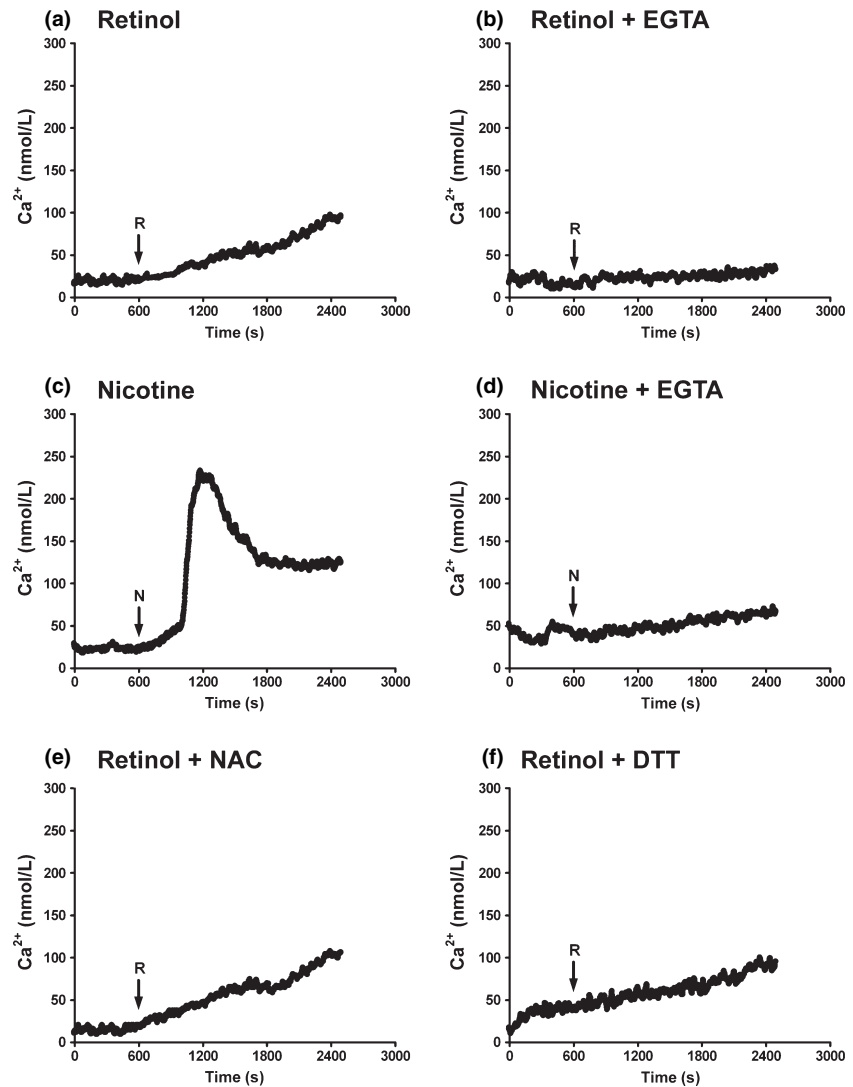 (a) Retinol
300
250
200
150
100
50
0
Ca²⁺ (nmol/L)
R
0 600 1200 1800 2400 3000
Time (s)
(b) Retinol + EGTA
300
250
200
150
100
50
0
Ca²⁺ (nmol/L)
R
0 600 1200 1800 2400 3000
Time (s)
(c) Nicotine
300
250
200
150
100
50
0
Ca²⁺ (nmol/L)
N
0 600 1200 1800 2400 3000
Time (s)
(d) Nicotine + EGTA
300
250
200
150
100
50
0
Ca²⁺ (nmol/L)
N
0 600 1200 1800 2400 3000
Time (s)
(e) Retinol + NAC
300
250
200
150
100
50
0
Ca²⁺ (nmol/L)
R
0 600 1200 1800 2400 3000
Time (s)
(f) Retinol + DTT
300
250
200
150
100
50
0
Ca²⁺ (nmol/L)
R
0 600 1200 1800 2400 3000
Time (s)